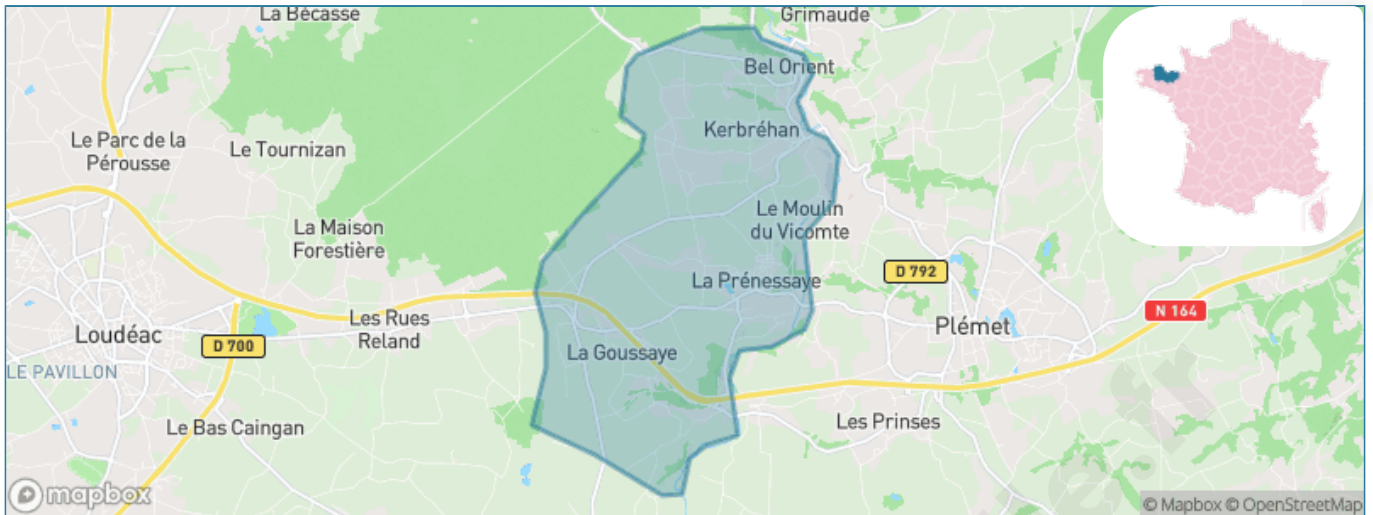 La Bécasse
Grimaude
Bel Orient
Kerbréhan
Le Parc de la
Pérousse
Le Tournizan
Le Moulin
du Vicomte
La Maison
Forestière
La Prénessaye
D 792
N 164
Les Rues
Reland
Plémet
Loudéac
D 700
La Goussaye
LE PAVILLON
Le Bas Caingan
Les Prinses
mapbox
© Mapbox © OpenStreetMap